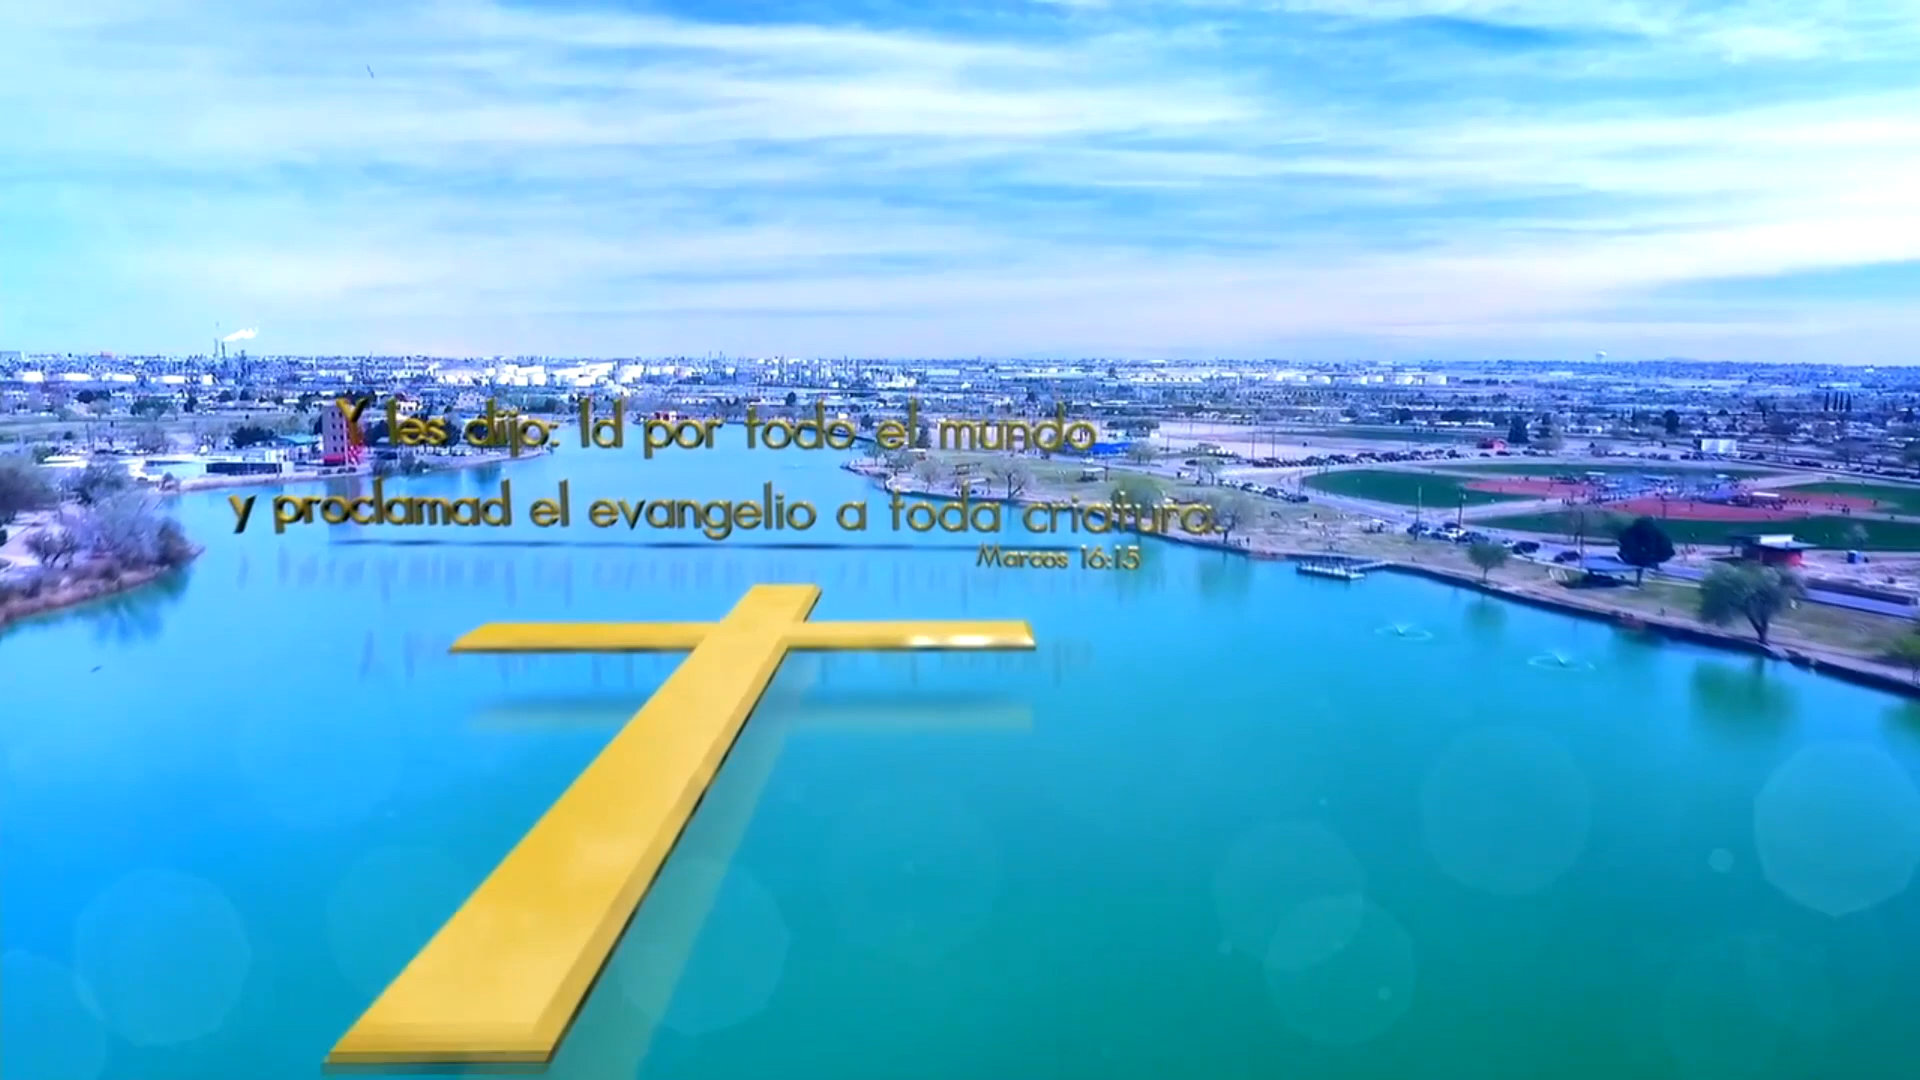 Y les dijo: Id por todo el mundo
y proclamad el evangelio a toda criatura.
Marcos 16:15